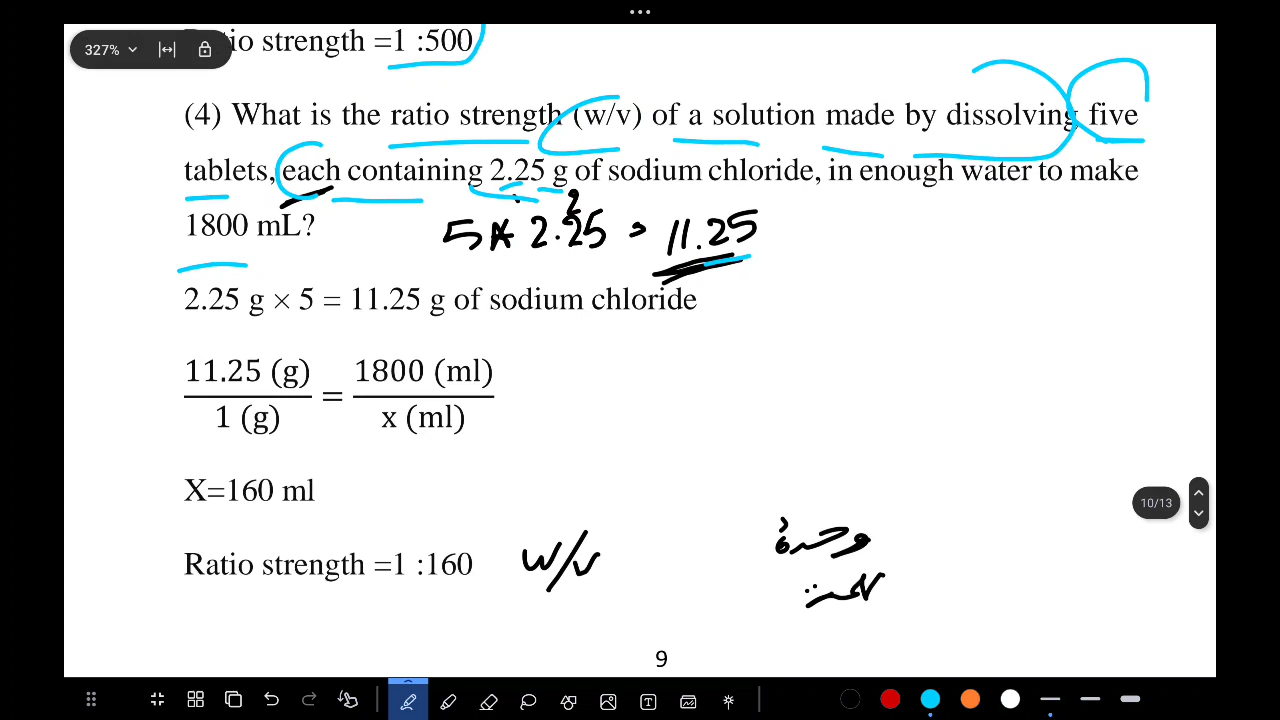 327%
tio strength =1 :500
(4) What is the ratio strength (w/v) of a solution made by dissolving five
tablets, each containing 2.25 g of sodium chloride, in enough water to make
1800 mL?
5 * 2.25 = 11.25
2
2.25 g × 5 = 11.25 g of sodium chloride
11.25 (g) / 1 (g) = 1800 (ml) / x (ml)
X=160 ml
10/13
Ratio strength =1 :160 w/v
9